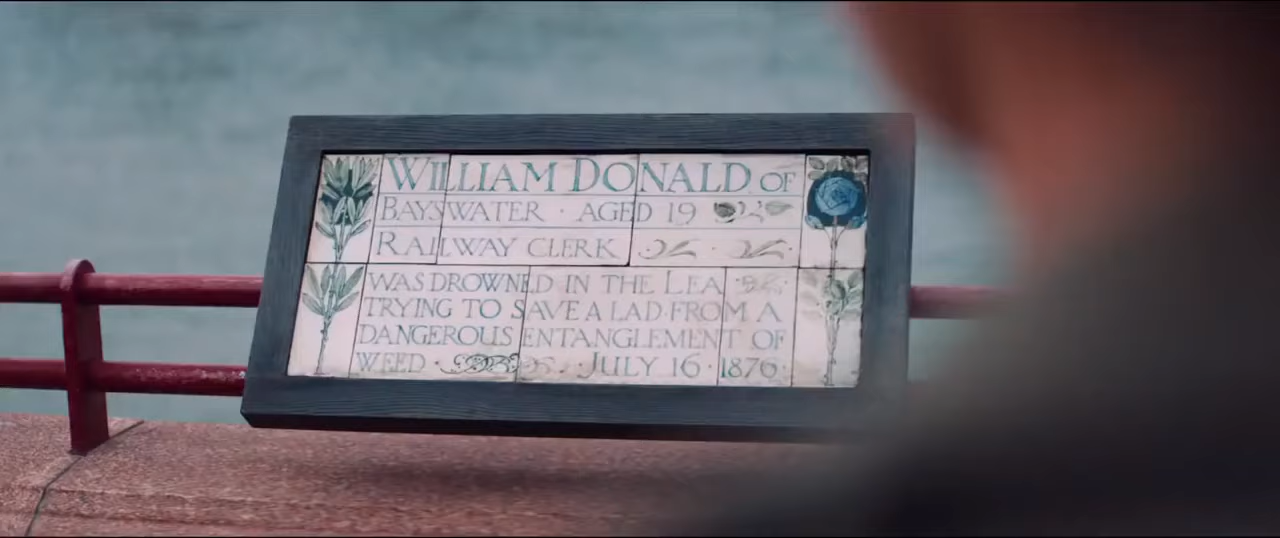 WILLIAM DONALD OF
BAYSWATER · AGED 19
RAILWAY CLERK
WAS DROWNED IN THE LEA
TRYING TO SAVE A LAD·FROM A
DANGEROUS ENTANGLEMENT OF
WEED · JULY 16 · 1876